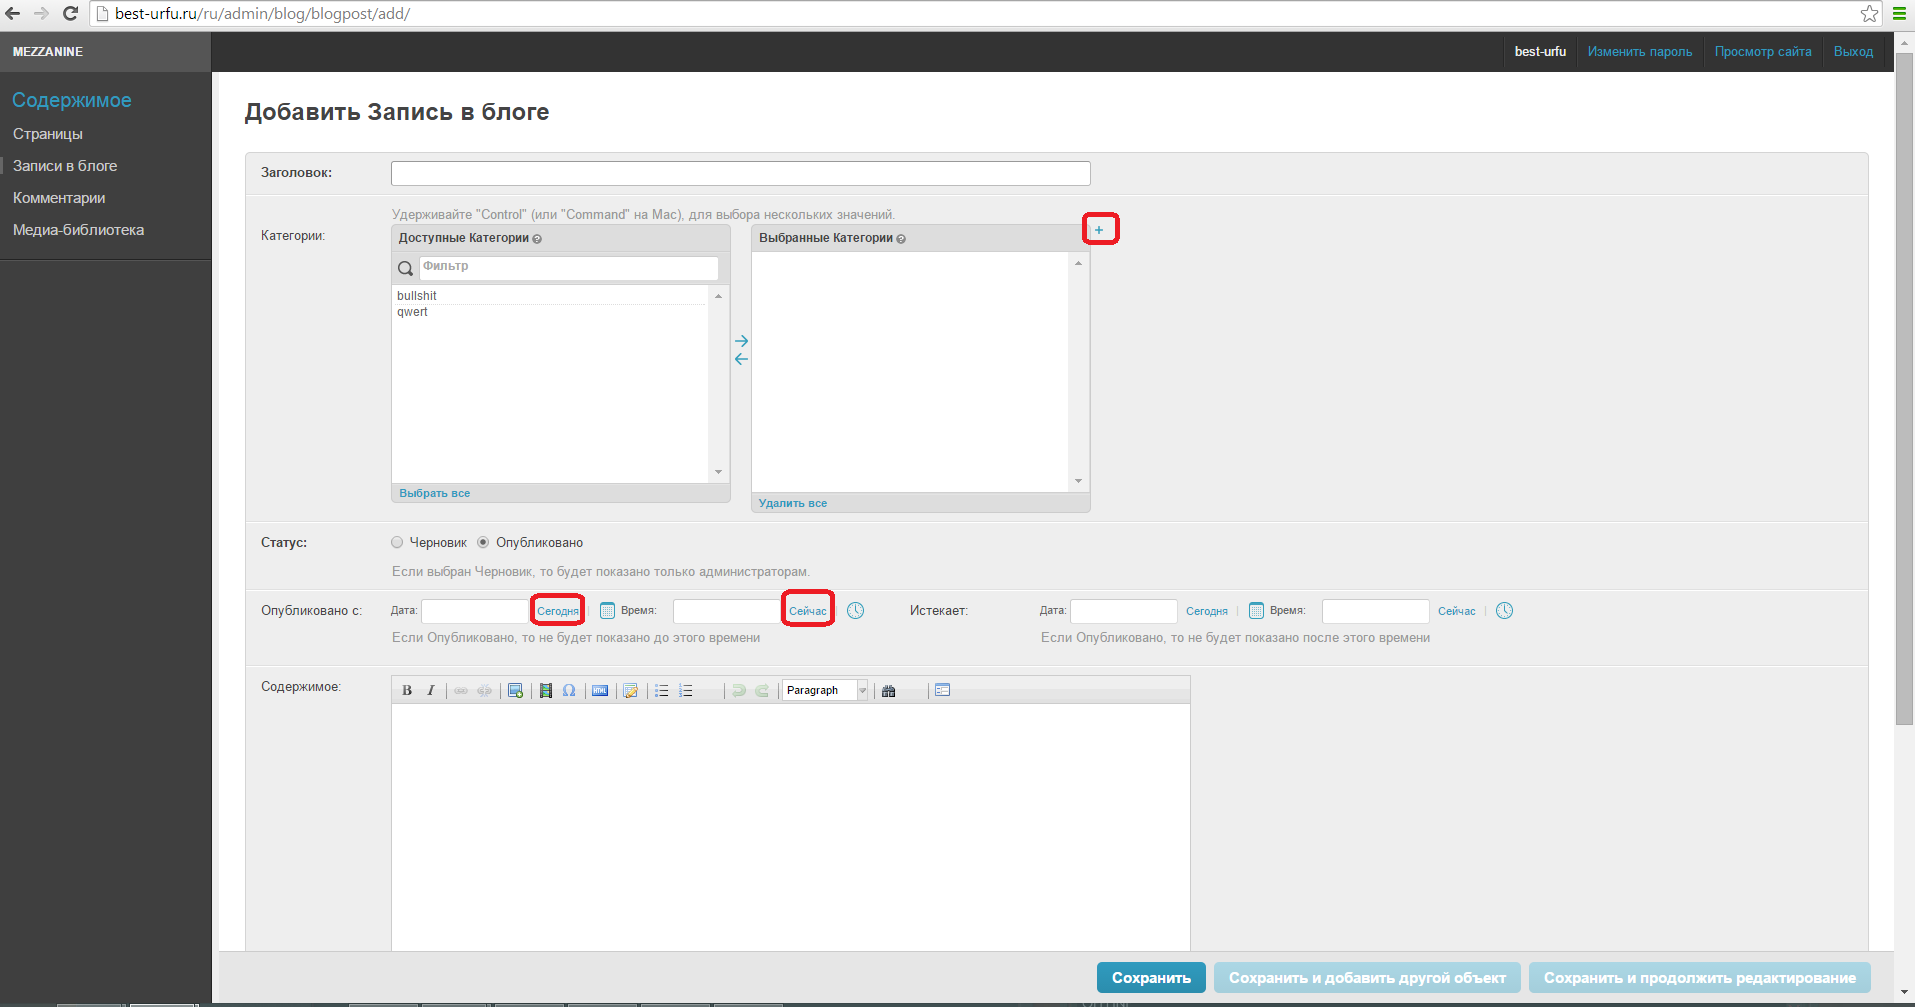 best-urfu.ru/ru/admin/blog/blogpost/add/
MEZZANINE
best-urfu
Изменить пароль
Просмотр сайта
Выход
Содержимое
Страницы
Записи в блоге
Комментарии
Медиа-библиотека
Добавить Запись в блоге
Заголовок:
Удерживайте "Control" (или "Command" на Mac), для выбора нескольких значений.
Категории:
Доступные Категории
Фильтр
bullshit
qwert
Выбрать все
Выбранные Категории
Удалить все
Статус:
Черновик
Опубликовано
Если выбран Черновик, то будет показано только администраторам.
Опубликовано с:
Дата:
Сегодня
Время:
Сейчас
Если Опубликовано, то не будет показано до этого времени
Истекает:
Дата:
Сегодня
Время:
Сейчас
Если Опубликовано, то не будет показано после этого времени
Содержимое:
B I
HTML
Paragraph
Сохранить
Сохранить и добавить другой объект
Сохранить и продолжить редактирование